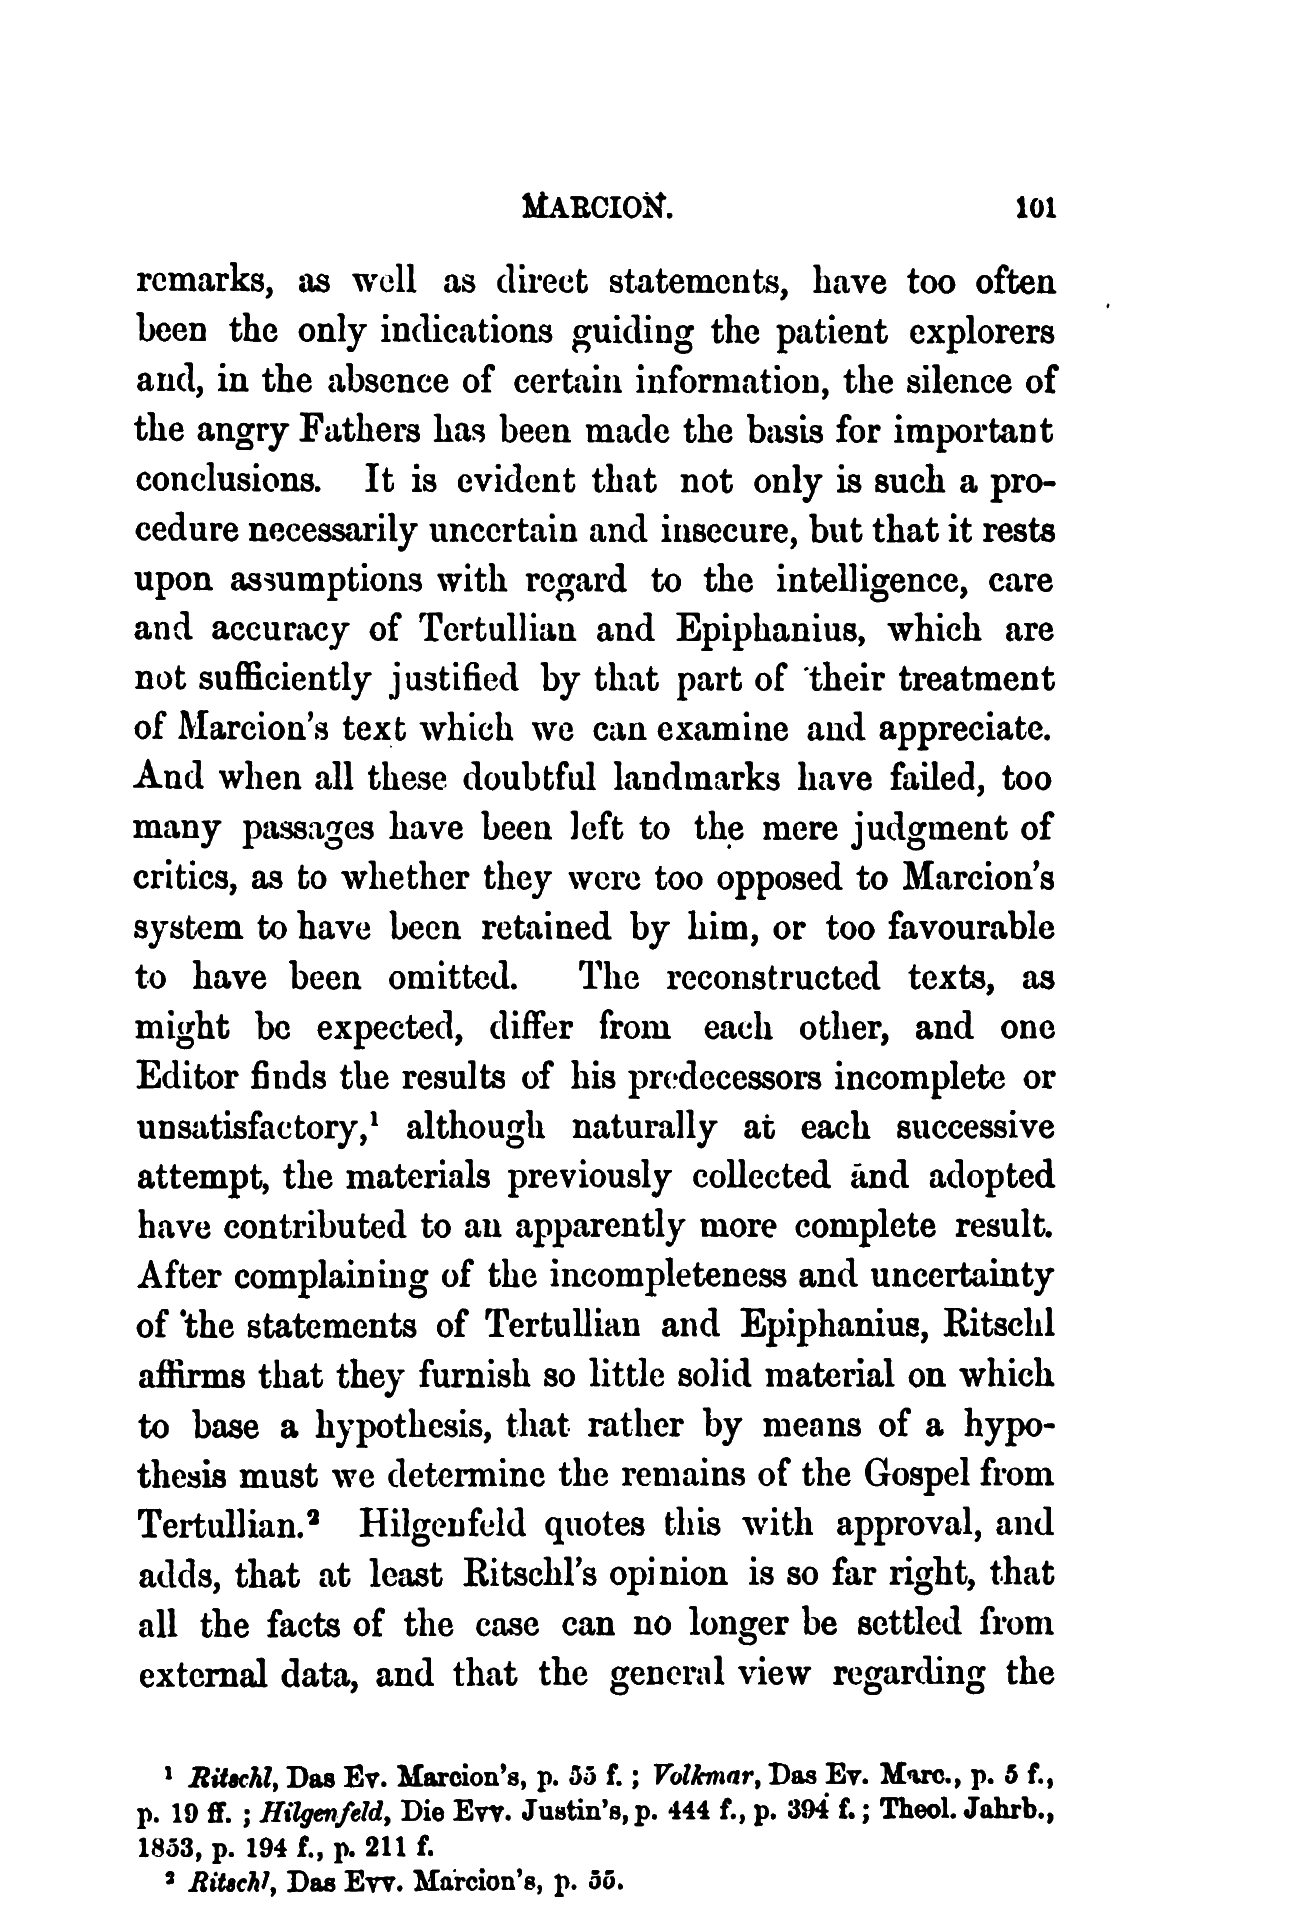 MARCION. 101
remarks, as well as direct statements, have too often
been the only indications guiding the patient explorers
and, in the absence of certain information, the silence of
the angry Fathers has been made the basis for important
conclusions. It is evident that not only is such a pro-
cedure necessarily uncertain and insecure, but that it rests
upon assumptions with regard to the intelligence, care
and accuracy of Tertullian and Epiphanius, which are
not sufficiently justified by that part of their treatment
of Marcion's text which we can examine and appreciate.
And when all these doubtful landmarks have failed, too
many passages have been left to the mere judgment of
critics, as to whether they were too opposed to Marcion's
system to have been retained by him, or too favourable
to have been omitted. The reconstructed texts, as
might be expected, differ from each other, and one
Editor finds the results of his predecessors incomplete or
unsatisfactory,¹ although naturally at each successive
attempt, the materials previously collected and adopted
have contributed to an apparently more complete result.
After complaining of the incompleteness and uncertainty
of the statements of Tertullian and Epiphanius, Ritschl
affirms that they furnish so little solid material on which
to base a hypothesis, that rather by means of a hypo-
thesis must we determine the remains of the Gospel from
Tertullian.² Hilgenfeld quotes this with approval, and
adds, that at least Ritschl's opinion is so far right, that
all the facts of the case can no longer be settled from
external data, and that the general view regarding the
¹ Ritschl, Das Ev. Marcion's, p. 55 f. ; Volkmar, Das Ev. Marc., p. 5 f.,
p. 19 ff. ; Hilgenfeld, Die Evv. Justin's, p. 444 f., p. 394 f. ; Theol. Jahrb.,
1853, p. 194 f., p. 211 f.
² Ritschl, Das Evv. Marcion's, p. 55.